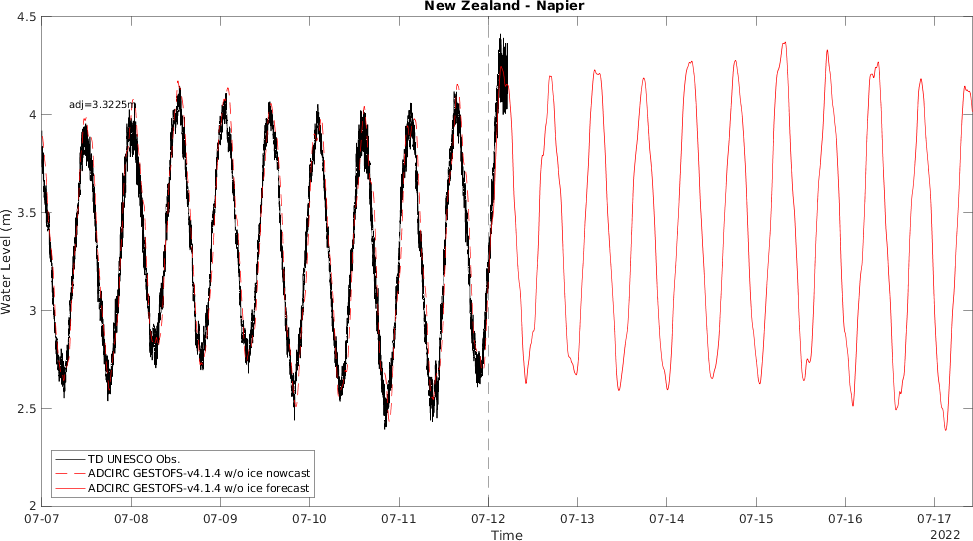 New Zealand - Napier
4.5
4
3.5
3
2.5
2
Water Level (m)
adj=3.3225m
TD UNESCO Obs.
ADCIRC GESTOFS-v4.1.4 w/o ice nowcast
ADCIRC GESTOFS-v4.1.4 w/o ice forecast
07-07 07-08 07-09 07-10 07-11 07-12 07-13 07-14 07-15 07-16 07-17
Time
2022